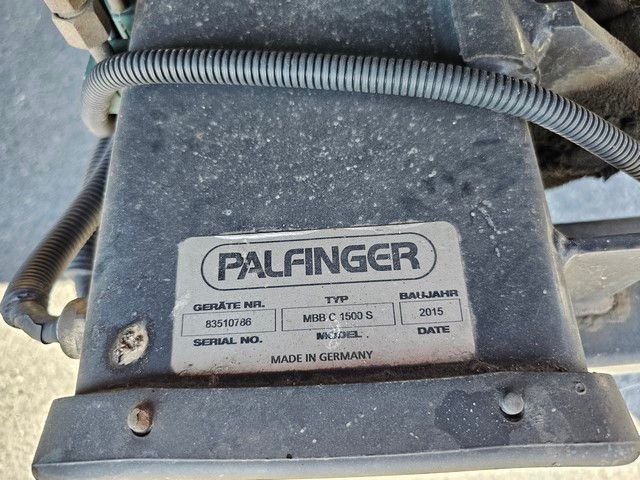 PALFINGER
GERÄTE NR. TYP BAUJAHR
83510786 MBB C 1500 S 2015
SERIAL NO. MODEL DATE
MADE IN GERMANY